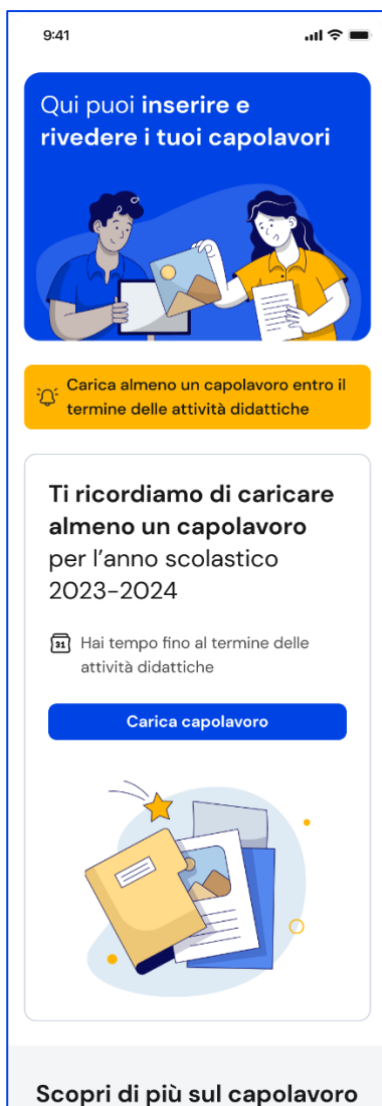 9:41
Qui puoi inserire e
rivedere i tuoi capolavori
Carica almeno un capolavoro entro il
termine delle attività didattiche
Ti ricordiamo di caricare
almeno un capolavoro
per l'anno scolastico
2023-2024
31 Hai tempo fino al termine delle
attività didattiche
Carica capolavoro
Scopri di più sul capolavoro